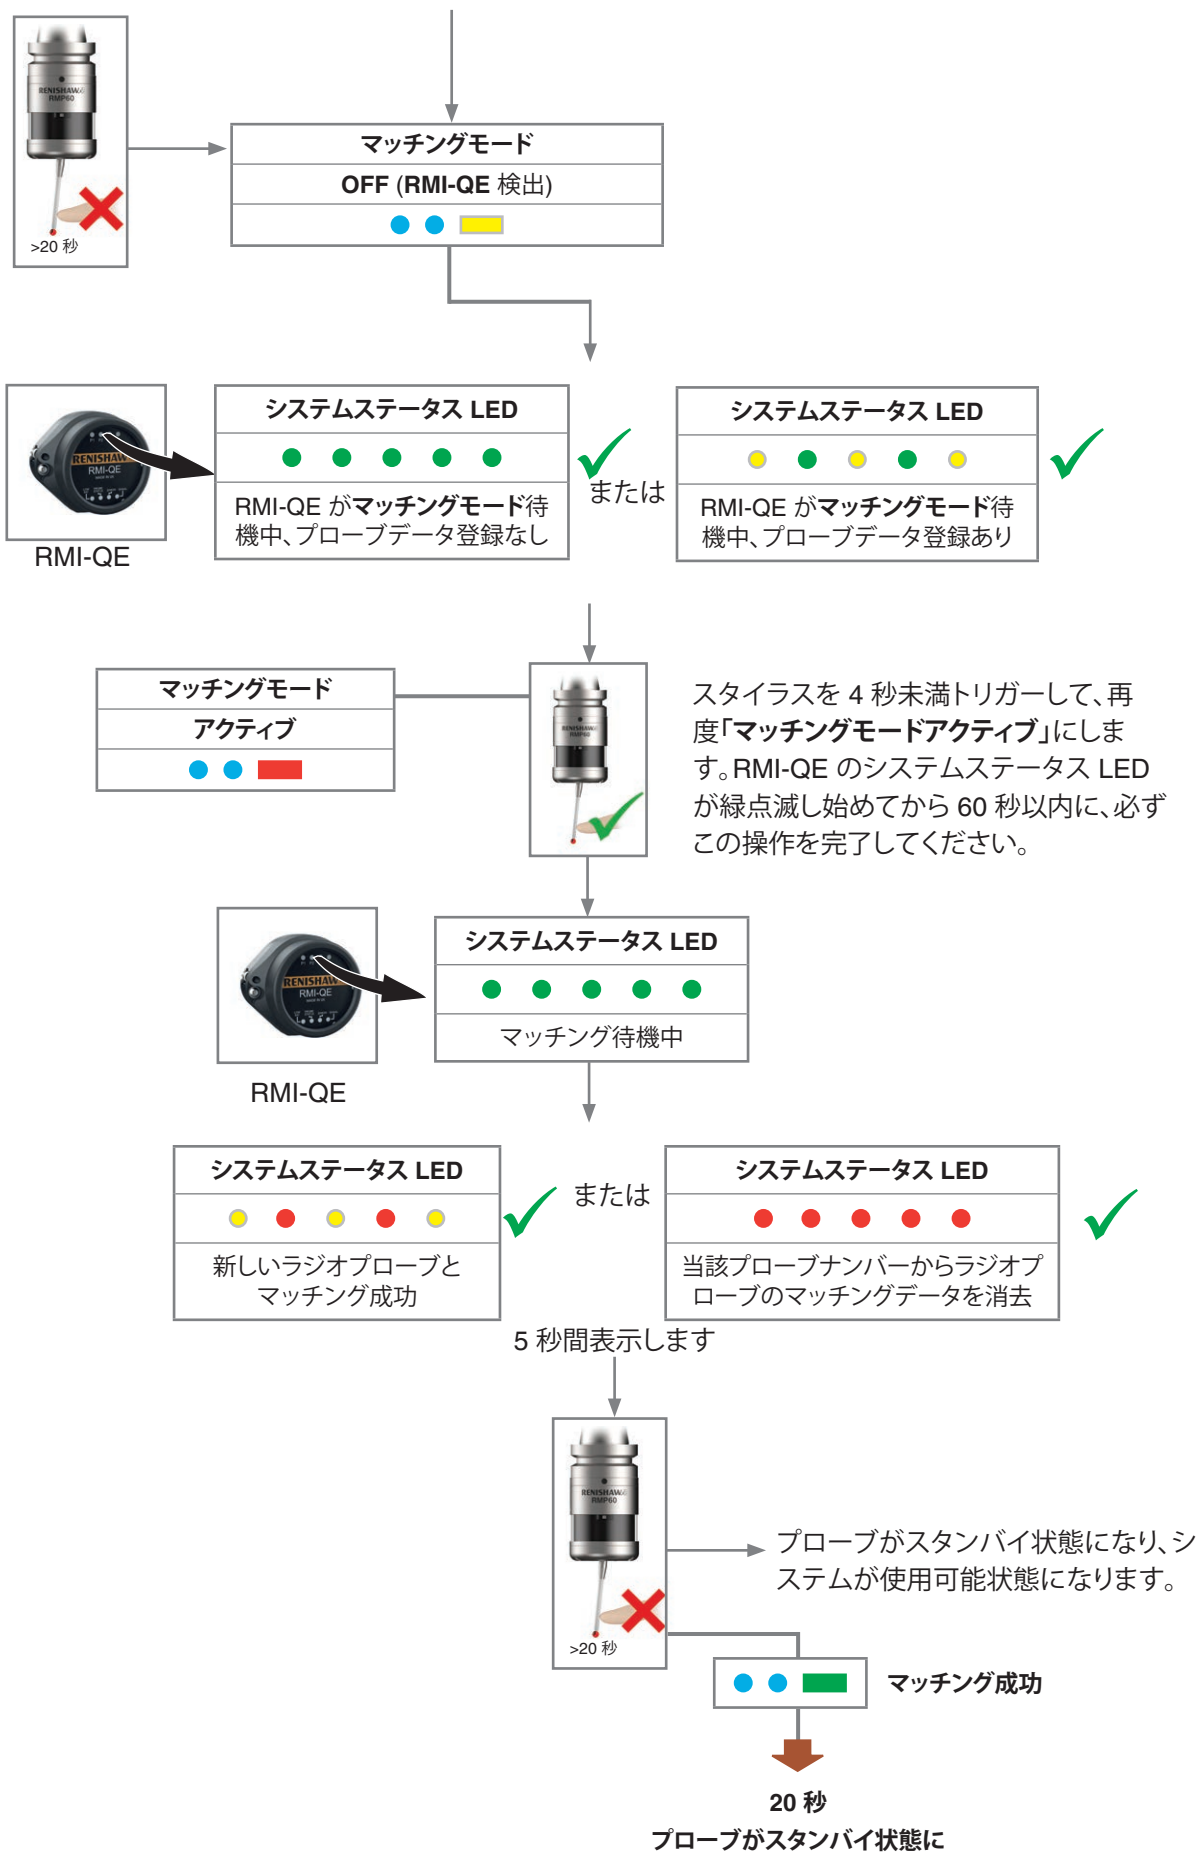 RENISHAW
RMP60
>20 秒
マッチングモード
OFF (RMI-QE 検出)
RENISHAW
RMI-QE
RMI-QE
システムステータス LED
RMI-QE がマッチングモード待
機中、プローブデータ登録なし
または
システムステータス LED
RMI-QE がマッチングモード待
機中、プローブデータ登録あり
マッチングモード
アクティブ
RENISHAW
RMP60
スタイラスを 4 秒未満トリガーして、再
度「マッチングモードアクティブ」にしま
す。RMI-QE のシステムステータス LED
が緑点滅し始めてから 60 秒以内に、必ず
この操作を完了してください。
RENISHAW
RMI-QE
RMI-QE
システムステータス LED
マッチング待機中
システムステータス LED
新しいラジオプローブと
マッチング成功
または
システムステータス LED
当該プローブナンバーからラジオプ
ローブのマッチングデータを消去
5 秒間表示します
RENISHAW
RMP60
>20 秒
プローブがスタンバイ状態になり、シ
ステムが使用可能状態になります。
マッチング成功
20 秒
プローブがスタンバイ状態に